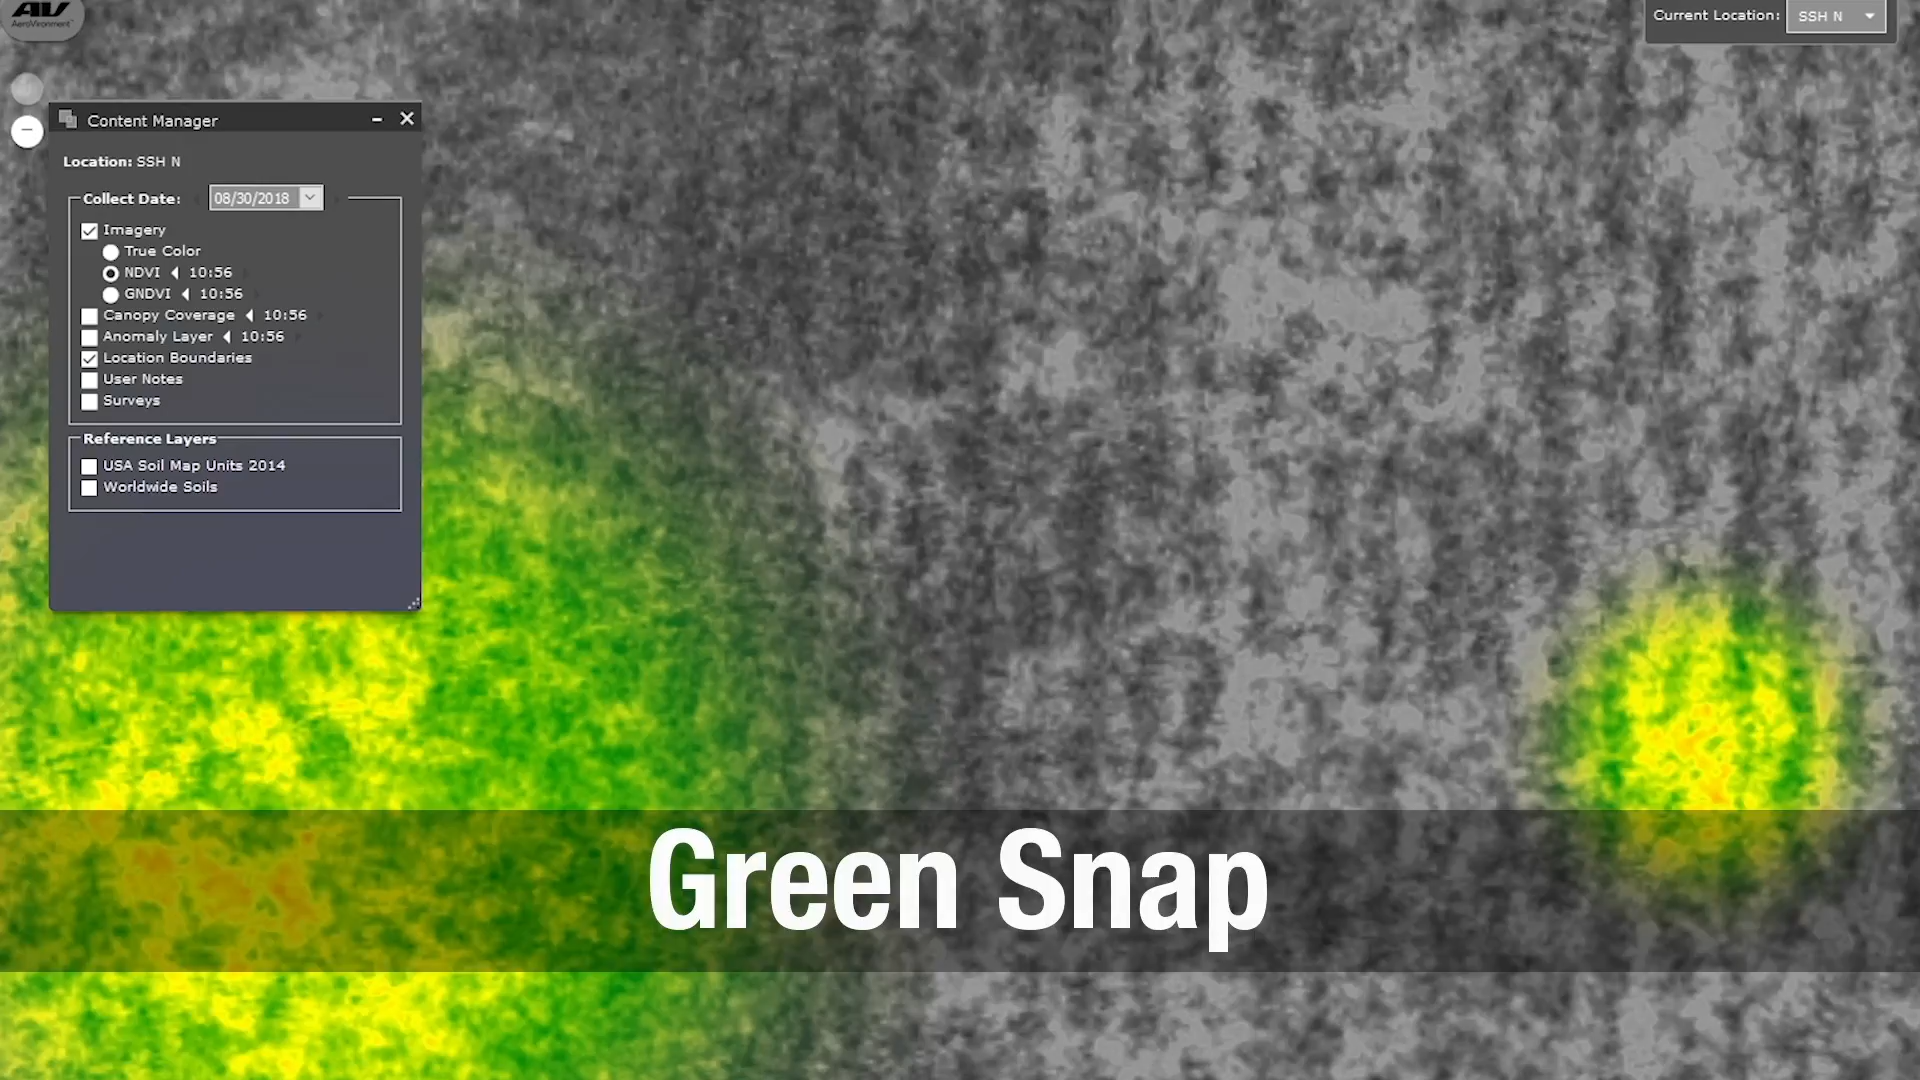 AeroVironment
Current Location: SSH N
Content Manager
Location: SSH N
Collect Date: 08/30/2018
Imagery
True Color
NDVI 10:56
GNDVI 10:56
Canopy Coverage 10:56
Anomaly Layer 10:56
Location Boundaries
User Notes
Surveys
Reference Layers
USA Soil Map Units 2014
Worldwide Soils
Green Snap